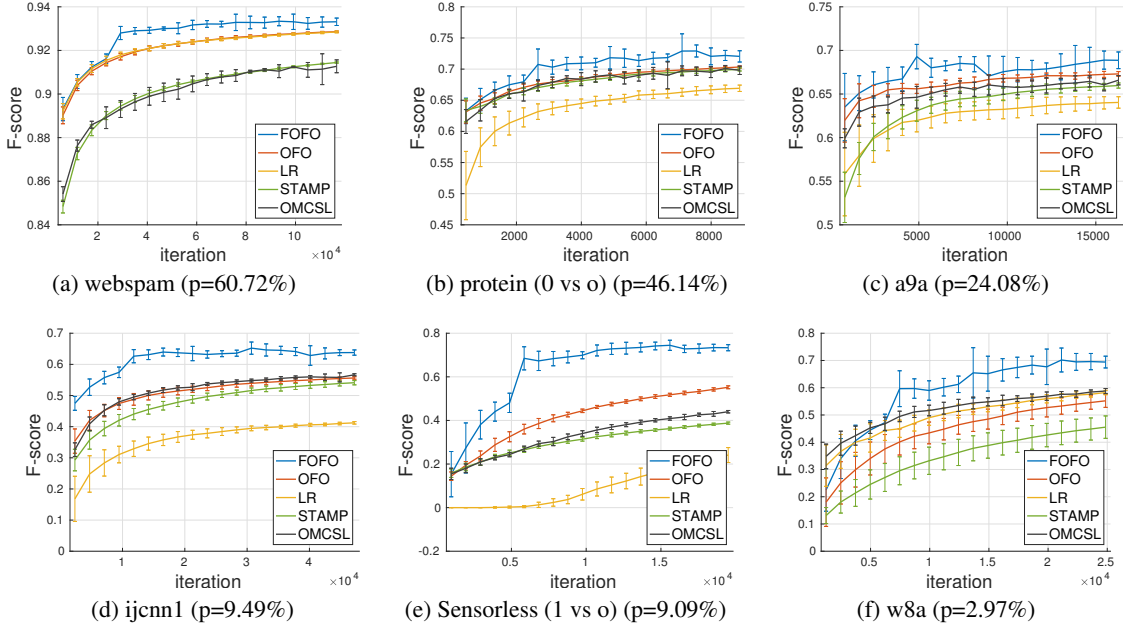 0.94
0.92
0.9
0.88
0.86
0.84
F-score
FOFO
OFO
LR
STAMP
OMCSL
2 4 6 8 10
×10⁴
iteration
(a) webspam (p=60.72%)
0.8
0.75
0.7
0.65
0.6
0.55
0.5
0.45
F-score
FOFO
OFO
LR
STAMP
OMCSL
2000 4000 6000 8000
iteration
(b) protein (0 vs o) (p=46.14%)
0.75
0.7
0.65
0.6
0.55
0.5
F-score
FOFO
OFO
LR
STAMP
OMCSL
5000 10000 15000
iteration
(c) a9a (p=24.08%)
0.7
0.6
0.5
0.4
0.3
0.2
0.1
0
F-score
FOFO
OFO
LR
STAMP
OMCSL
1 2 3 4
×10⁴
iteration
(d) ijcnn1 (p=9.49%)
0.8
0.6
0.4
0.2
0
-0.2
F-score
FOFO
OFO
LR
STAMP
OMCSL
0.5 1 1.5
×10⁴
iteration
(e) Sensorless (1 vs o) (p=9.09%)
0.8
0.7
0.6
0.5
0.4
0.3
0.2
0.1
0
F-score
FOFO
OFO
LR
STAMP
OMCSL
0.5 1 1.5 2 2.5
×10⁴
iteration
(f) w8a (p=2.97%)